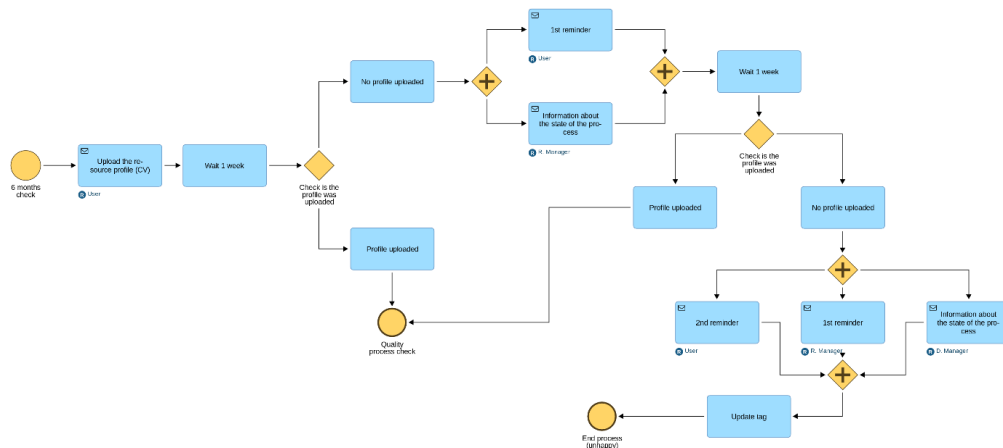 1st reminder
R User
No profile uploaded
Wait 1 week
Information about
the state of the pro-
cess
R R. Manager
6 months
check
Upload the re-
source profile (CV)
R User
Wait 1 week
Check is the
profile was
uploaded
Check is the
profile was
uploaded
Profile uploaded
No profile uploaded
Profile uploaded
Quality
process check
2nd reminder
R User
1st reminder
R R. Manager
Information about
the state of the pro-
cess
R D. Manager
Update tag
End process
(unhappy)